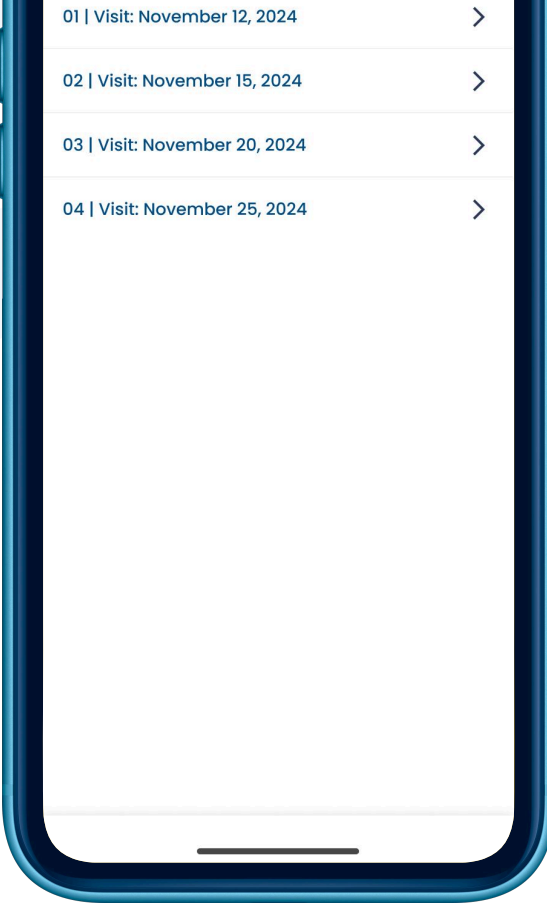 01 | Visit: November 12, 2024
02 | Visit: November 15, 2024
03 | Visit: November 20, 2024
04 | Visit: November 25, 2024